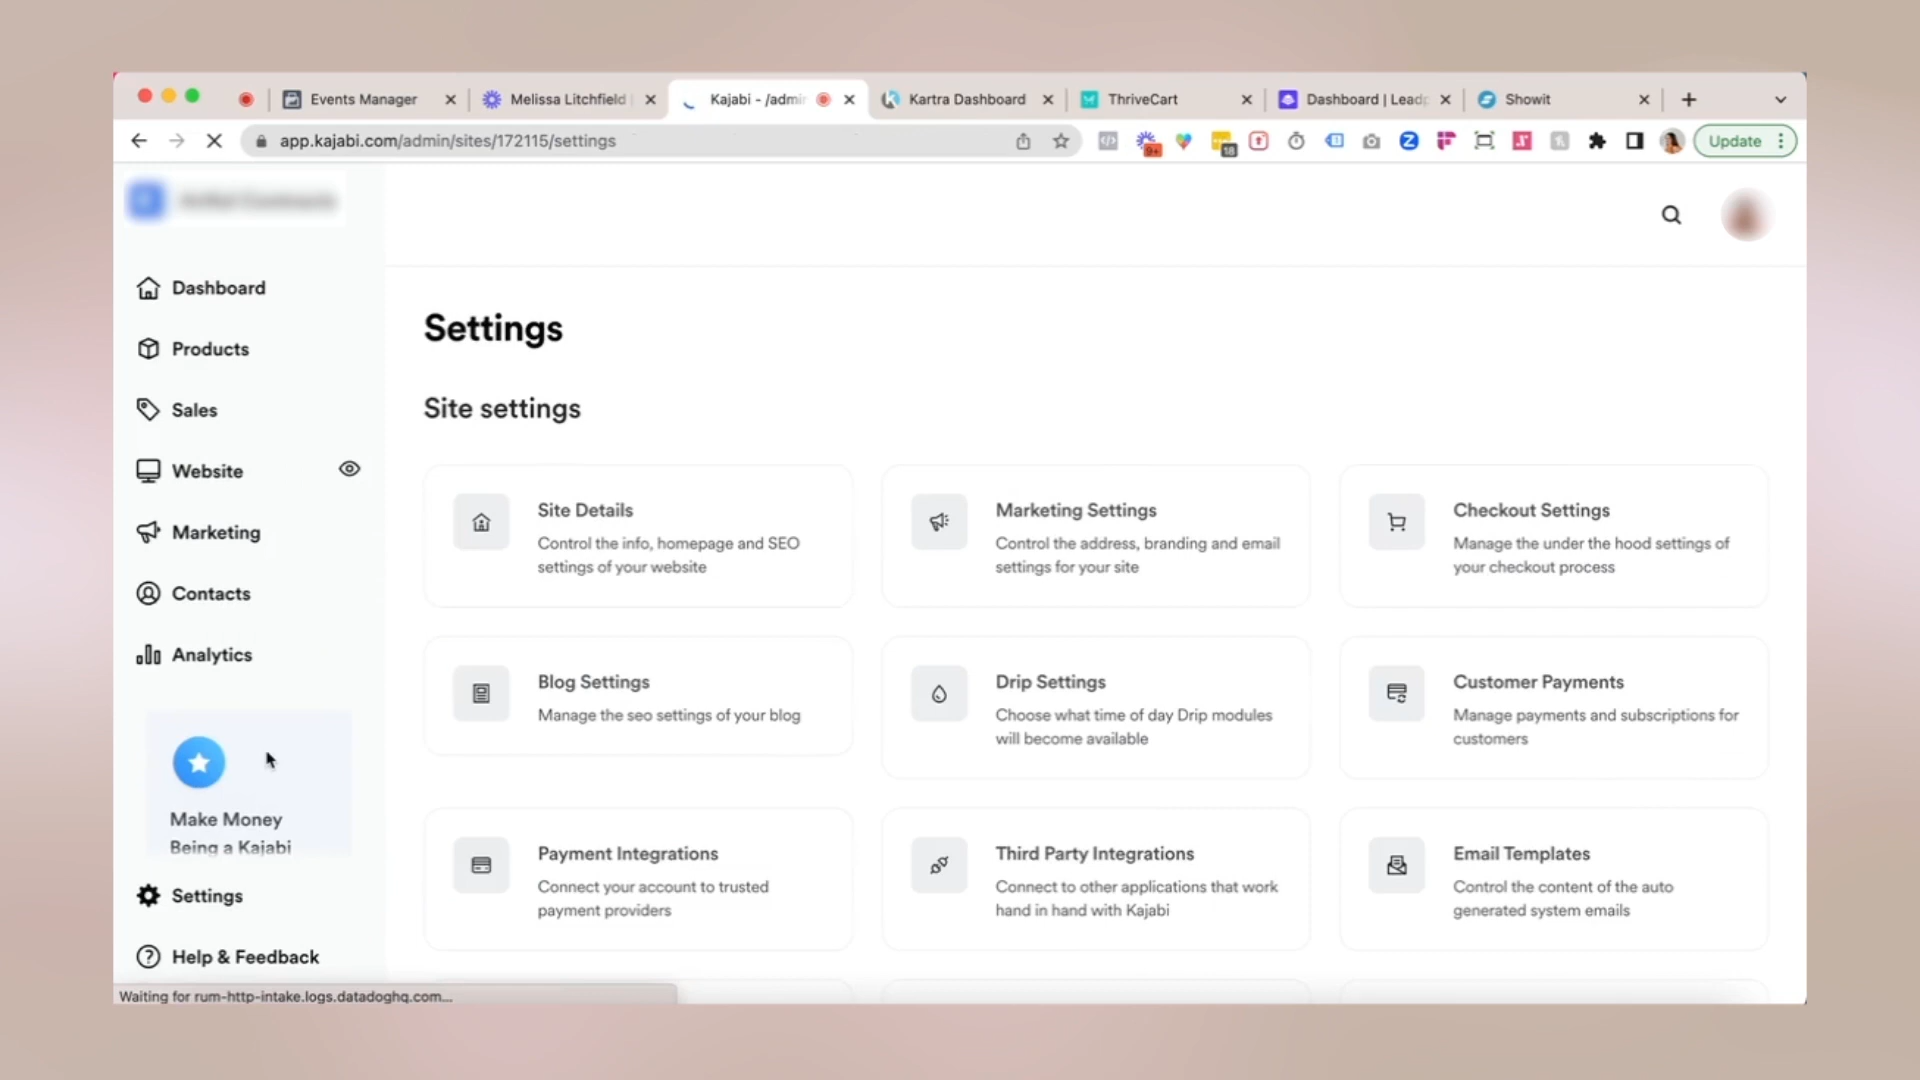 Events Manager
Melissa Litchfield
Kajabi - /admi
Kartra Dashboard
ThriveCart
Dashboard | Leadp
Showit
app.kajabi.com/admin/sites/172115/settings
9+
18
Update
Dashboard
Products
Sales
Website
Marketing
Contacts
Analytics
Make Money
Being a Kajabi
Settings
Help & Feedback
Waiting for rum-http-intake.logs.datadoghq.com...
Settings
Site settings
Site Details
Control the info, homepage and SEO
settings of your website
Marketing Settings
Control the address, branding and email
settings for your site
Checkout Settings
Manage the under the hood settings of
your checkout process
Blog Settings
Manage the seo settings of your blog
Drip Settings
Choose what time of day Drip modules
will become available
Customer Payments
Manage payments and subscriptions for
customers
Payment Integrations
Connect your account to trusted
payment providers
Third Party Integrations
Connect to other applications that work
hand in hand with Kajabi
Email Templates
Control the content of the auto
generated system emails